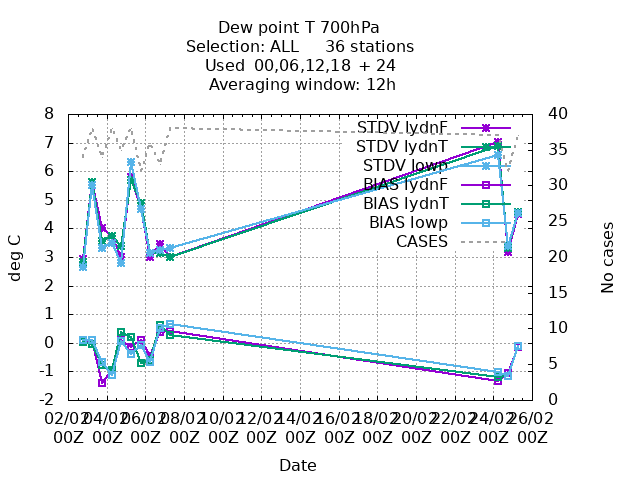 Dew point T 700hPa
Selection: ALL     36 stations
Used  00,06,12,18  + 24
Averaging window: 12h
8 40
7 35
6 30
5 25
4 20
3
2 15
1 10
0
-1 5
-2 0
STDV lydnF
STDV lydnT
STDV lowp
BIAS lydnF
BIAS lydnT
BIAS lowp
CASES
deg C
No cases
02/02 04/02 06/02 08/02 10/02 12/02 14/02 16/02 18/02 20/02 22/02 24/02 26/02
00Z 00Z 00Z 00Z 00Z 00Z 00Z 00Z 00Z 00Z 00Z 00Z 00Z
Date